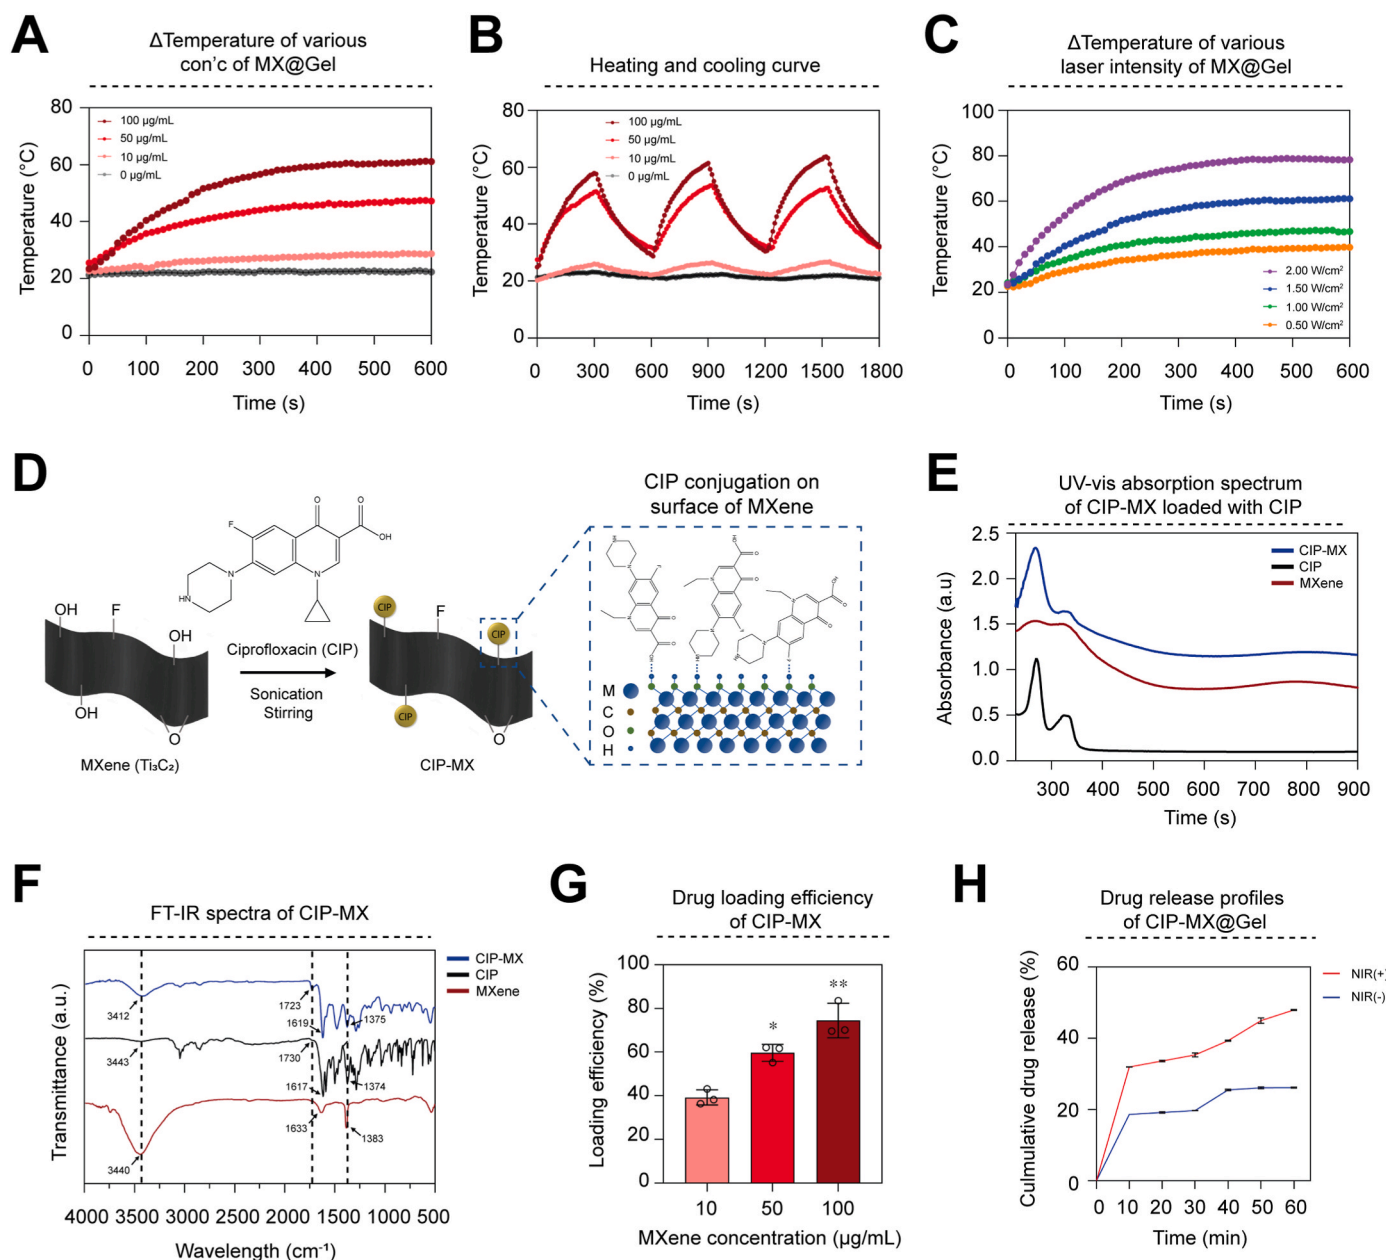 A
ΔTemperature of various
con'c of MX@Gel
Temperature (°C)
80
60
40
20
0
100 µg/mL
50 µg/mL
10 µg/mL
0 µg/mL
0 100 200 300 400 500 600
Time (s)
B
Heating and cooling curve
Temperature (°C)
80
60
40
20
0
100 µg/mL
50 µg/mL
10 µg/mL
0 µg/mL
0 300 600 900 1200 1500 1800
Time (s)
C
ΔTemperature of various
laser intensity of MX@Gel
Temperature (°C)
100
80
60
40
20
0
2.00 W/cm²
1.50 W/cm²
1.00 W/cm²
0.50 W/cm²
0 100 200 300 400 500 600
Time (s)
D
O O
F
OH
N N
HN
OH F
OH
OH
O
MXene (Ti₃C₂)
Ciprofloxacin (CIP)
Sonication
Stirring
CIP F
CIP
CIP
O
CIP-MX
CIP conjugation on
surface of MXene
M
C
O
H
E
UV-vis absorption spectrum
of CIP-MX loaded with CIP
Absorbance (a.u)
2.5
2.0
1.5
1.0
0.5
0.0
CIP-MX
CIP
MXene
300 400 500 600 700 800 900
Time (s)
F
FT-IR spectra of CIP-MX
Transmittance (a.u.)
CIP-MX
CIP
MXene
3412
1723
1619
1375
3443
1730
1617
1374
1633
1383
3440
4000 3500 3000 2500 2000 1500 1000 500
Wavelength (cm⁻¹)
G
Drug loading efficiency
of CIP-MX
Loading efficiency (%)
100
80
60
40
20
0
*
**
10 50 100
MXene concentration (µg/mL)
H
Drug release profiles
of CIP-MX@Gel
Culmulative drug release (%)
60
40
20
0
NIR(+)
NIR(-)
0 10 20 30 40 50 60
Time (min)